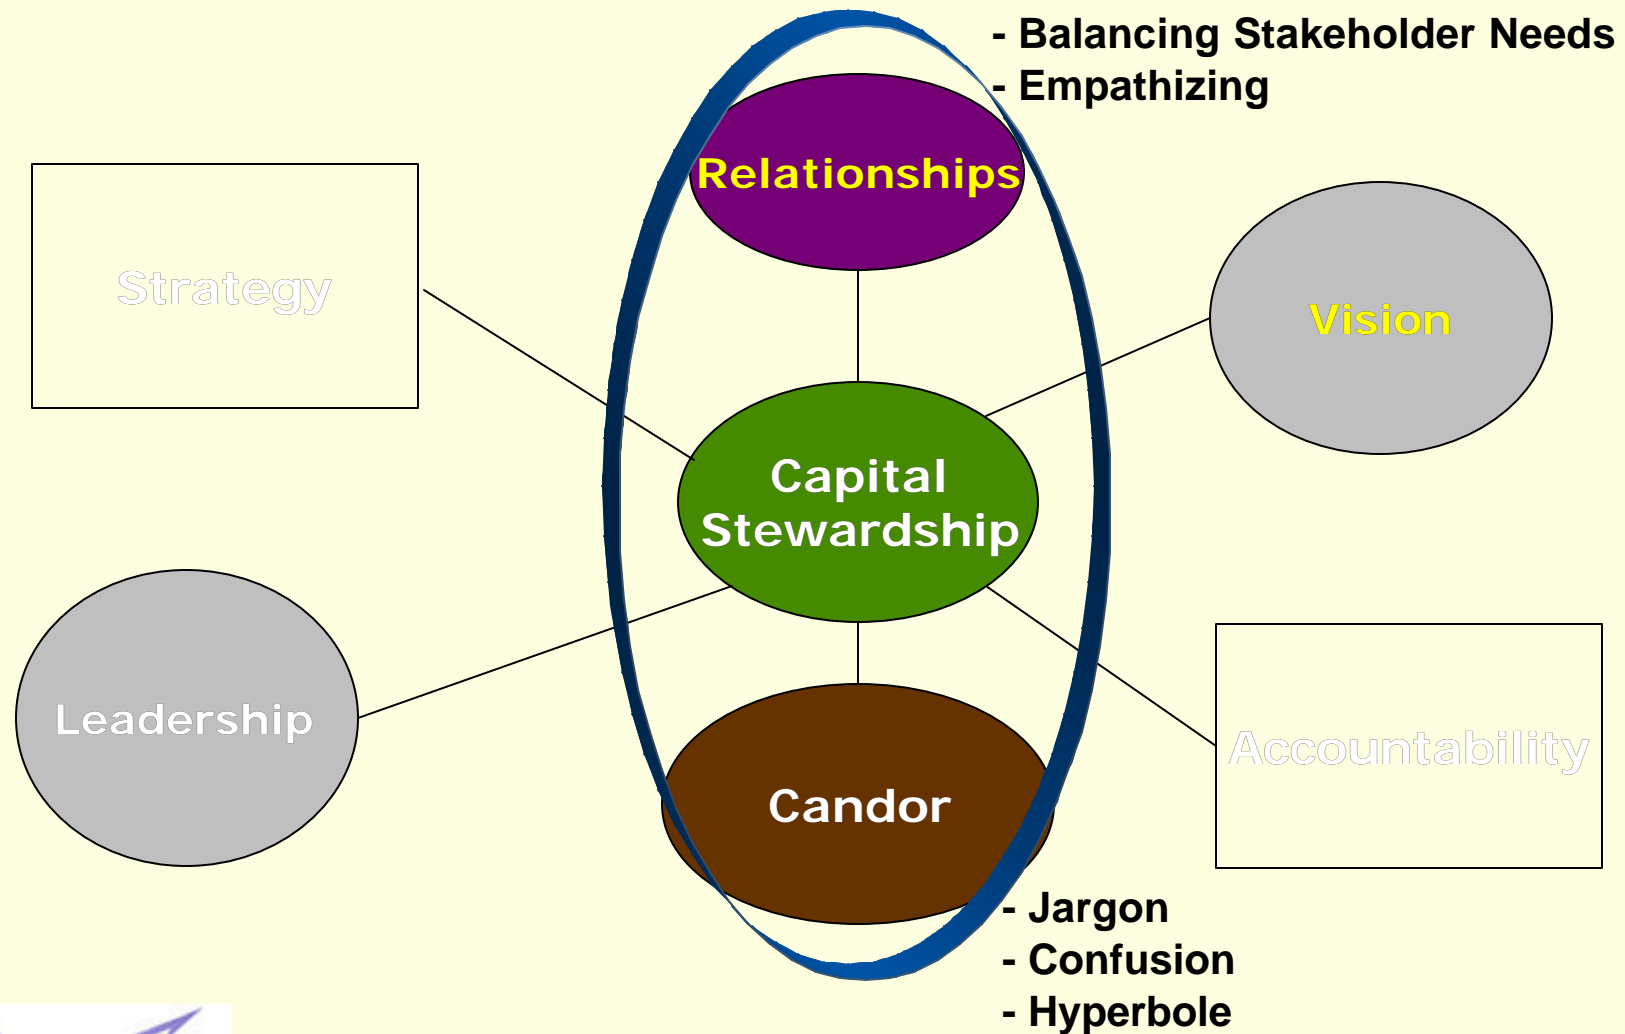 - Balancing Stakeholder Needs
- Empathizing
Relationships
Strategy
Vision
Capital
Stewardship
Leadership
Accountability
Candor
- Jargon
- Confusion
- Hyperbole